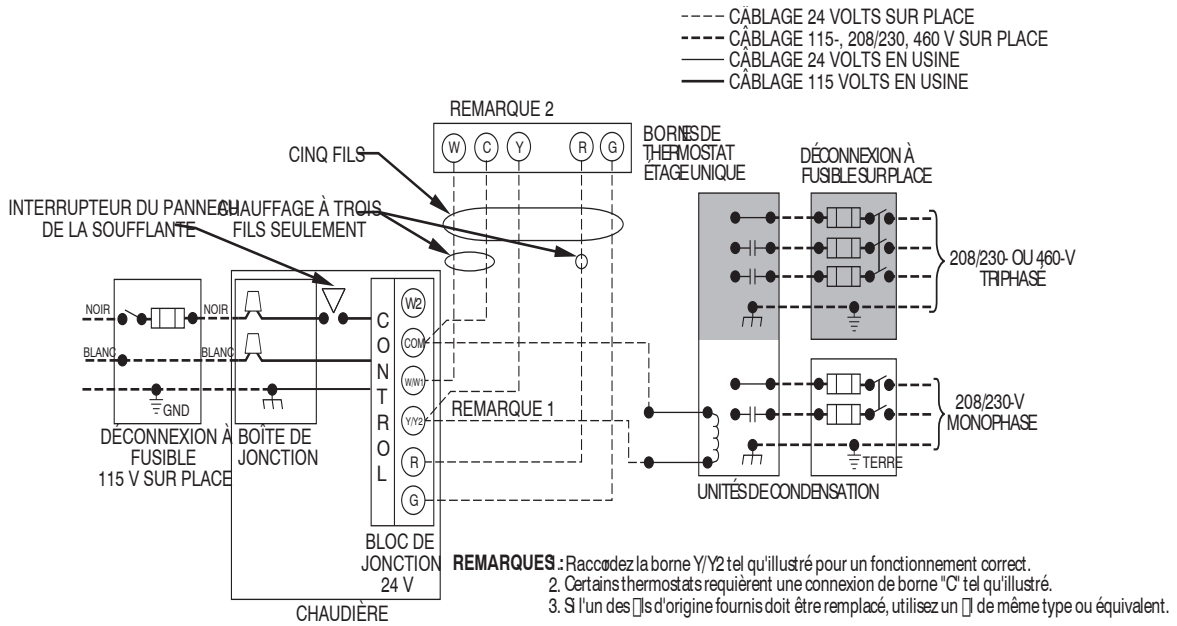 CÂBLAGE 24 VOLTS SUR PLACE
CÂBLAGE 115-, 208/230, 460 V SUR PLACE
CÂBLAGE 24 VOLTS EN USINE
CÂBLAGE 115 VOLTS EN USINE
REMARQUE 2
W C Y R G
BORNES DE
THERMOSTAT
ÉTAGE UNIQUE
CINQ FILS
CHAUFFAGE À TROIS
FILS SEULEMENT
INTERRUPTEUR DU PANNEAU
DE LA SOUFFLANTE
DÉCONNEXION À
FUSIBLE SUR PLACE
208/230- OU 460-V
TRIPHASÉ
NOIR
NOIR
BLANC
BLANC
GND
CONTROL
W2
COM
W/W1
Y/Y2
R
G
REMARQUE 1
208/230-V
MONOPHASE
TERRE
DÉCONNEXION À
FUSIBLE
115 V SUR PLACE
BOÎTE DE
JONCTION
UNITÉS DE CONDENSATION
BLOC DE
JONCTION
24 V
CHAUDIÈRE
REMARQUES : 1. Raccordez la borne Y/Y2 tel qu'illustré pour un fonctionnement correct.
2. Certains thermostats requièrent une connexion de borne "C" tel qu'illustré.
3. Si l'un des ▯ls d'origine fournis doit être remplacé, utilisez un ▯l de même type ou équivalent.